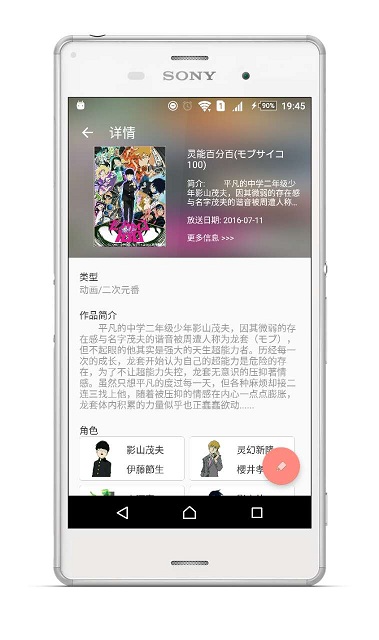 SONY
1
90%
19:45
详情
灵能百分百(モブサイコ
100)
简介: 平凡的中学二年级少
年影山茂夫，因其微弱的存在感
与名字茂夫的谐音被周遭人称...
放送日期: 2016-07-11
更多信息 >>>
类型
动画/二次元番
作品简介
平凡的中学二年级少年影山茂夫，因其微弱的存
在感与名字茂夫的谐音被周遭人称为龙套（モブ），
但不起眼的他其实是强大的天生超能力者。历经每一
次的成长，龙套开始认为自己的超能力是危险的存
在，为了不让超能力失控，龙套无意识的压抑著情
感。虽然只想平凡的度过每一天，但各种麻烦却接二
连三找上他，随着被压抑的情感在内心一点点膨胀，
龙套体内积累的力量似乎也正蠢蠢欲动......
角色
影山茂夫
伊藤節生
灵幻新隆
櫻井孝